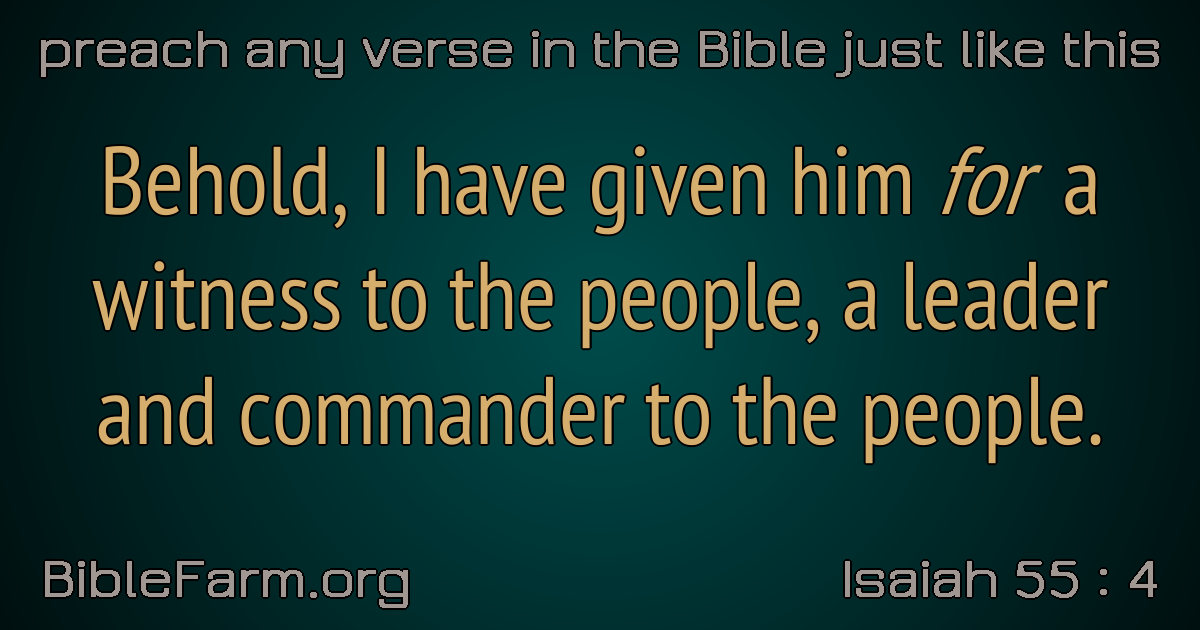 preach any verse in the Bible just like this
Behold, I have given him for a
witness to the people, a leader
and commander to the people.
BibleFarm.org
Isaiah 55 : 4